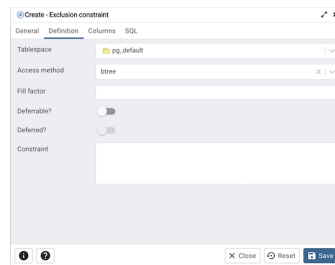 Create - Exclusion constraint
General Definition Columns SQL
Tablespace pg_default
Access method btree
Fill factor
Deferrable?
Deferred?
Constraint
Close Reset Save